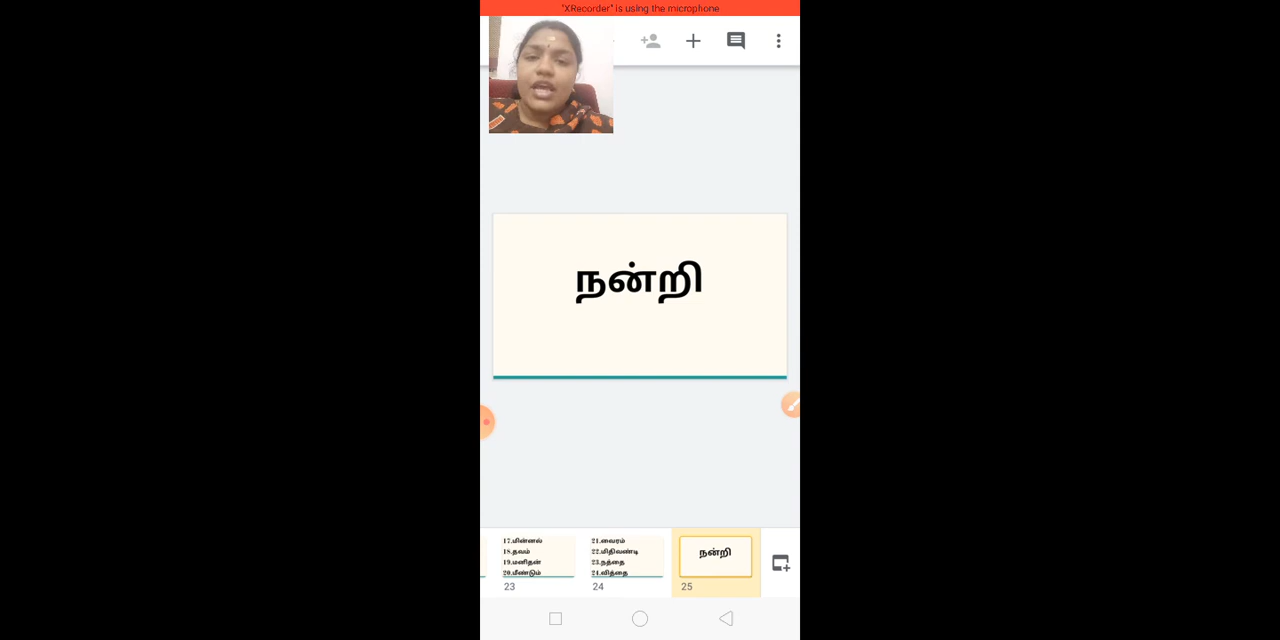 "XRecorder" is using the microphone
நன்றி
17.மின்னல்
18.தவம்
19.மனிதன்
20.மீண்டும்
23
21.வைரம்
22.மிதிவண்டி
23.நத்தை
24.வித்தை
24
நன்றி
25